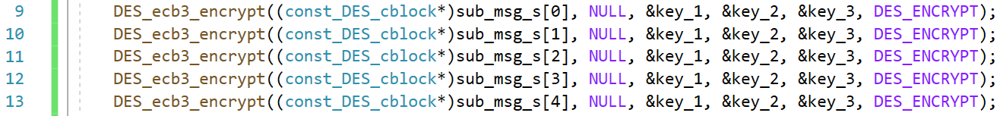 9 DES_ecb3_encrypt((const_DES_cblock*)sub_msg_s[0], NULL, &key_1, &key_2, &key_3, DES_ENCRYPT);
10 DES_ecb3_encrypt((const_DES_cblock*)sub_msg_s[1], NULL, &key_1, &key_2, &key_3, DES_ENCRYPT);
11 DES_ecb3_encrypt((const_DES_cblock*)sub_msg_s[2], NULL, &key_1, &key_2, &key_3, DES_ENCRYPT);
12 DES_ecb3_encrypt((const_DES_cblock*)sub_msg_s[3], NULL, &key_1, &key_2, &key_3, DES_ENCRYPT);
13 DES_ecb3_encrypt((const_DES_cblock*)sub_msg_s[4], NULL, &key_1, &key_2, &key_3, DES_ENCRYPT);